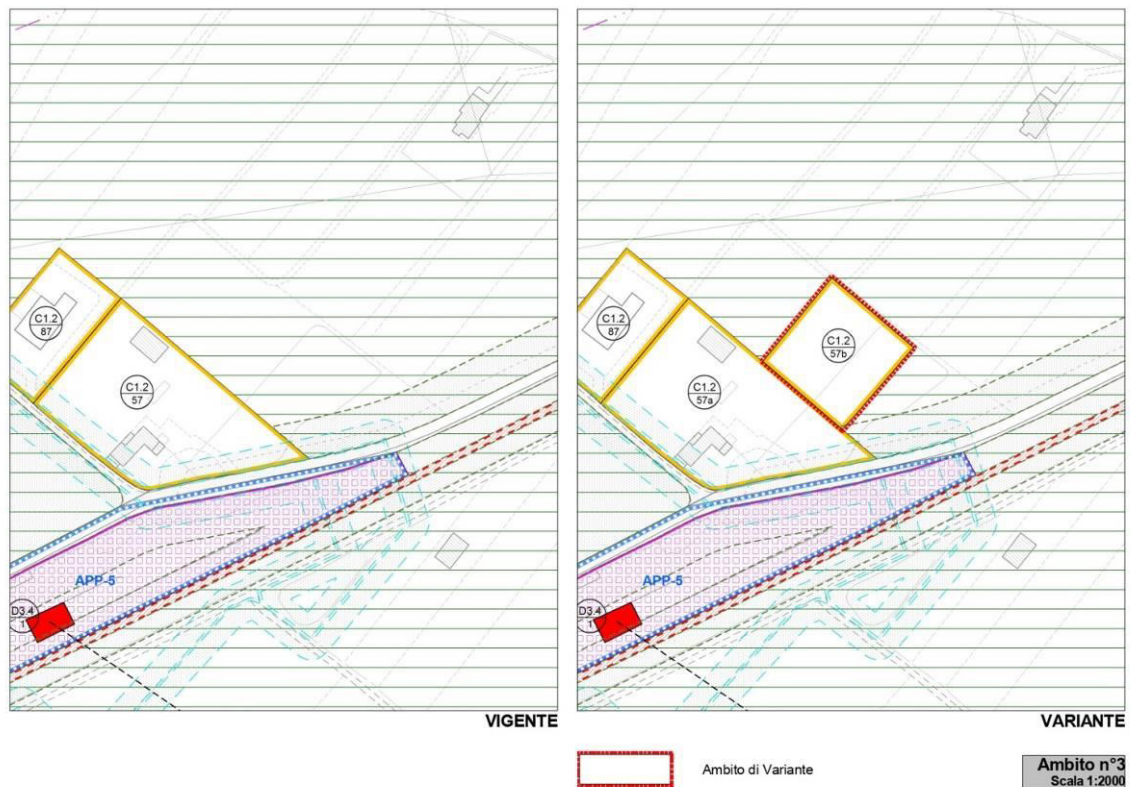 C1.2
87
C1.2
57
APP-5
D3.4
1
VIGENTE
C1.2
87
C1.2
57a
C1.2
57b
APP-5
D3.4
1
VARIANTE
Ambito di Variante
Ambito n°3
Scala 1:2000